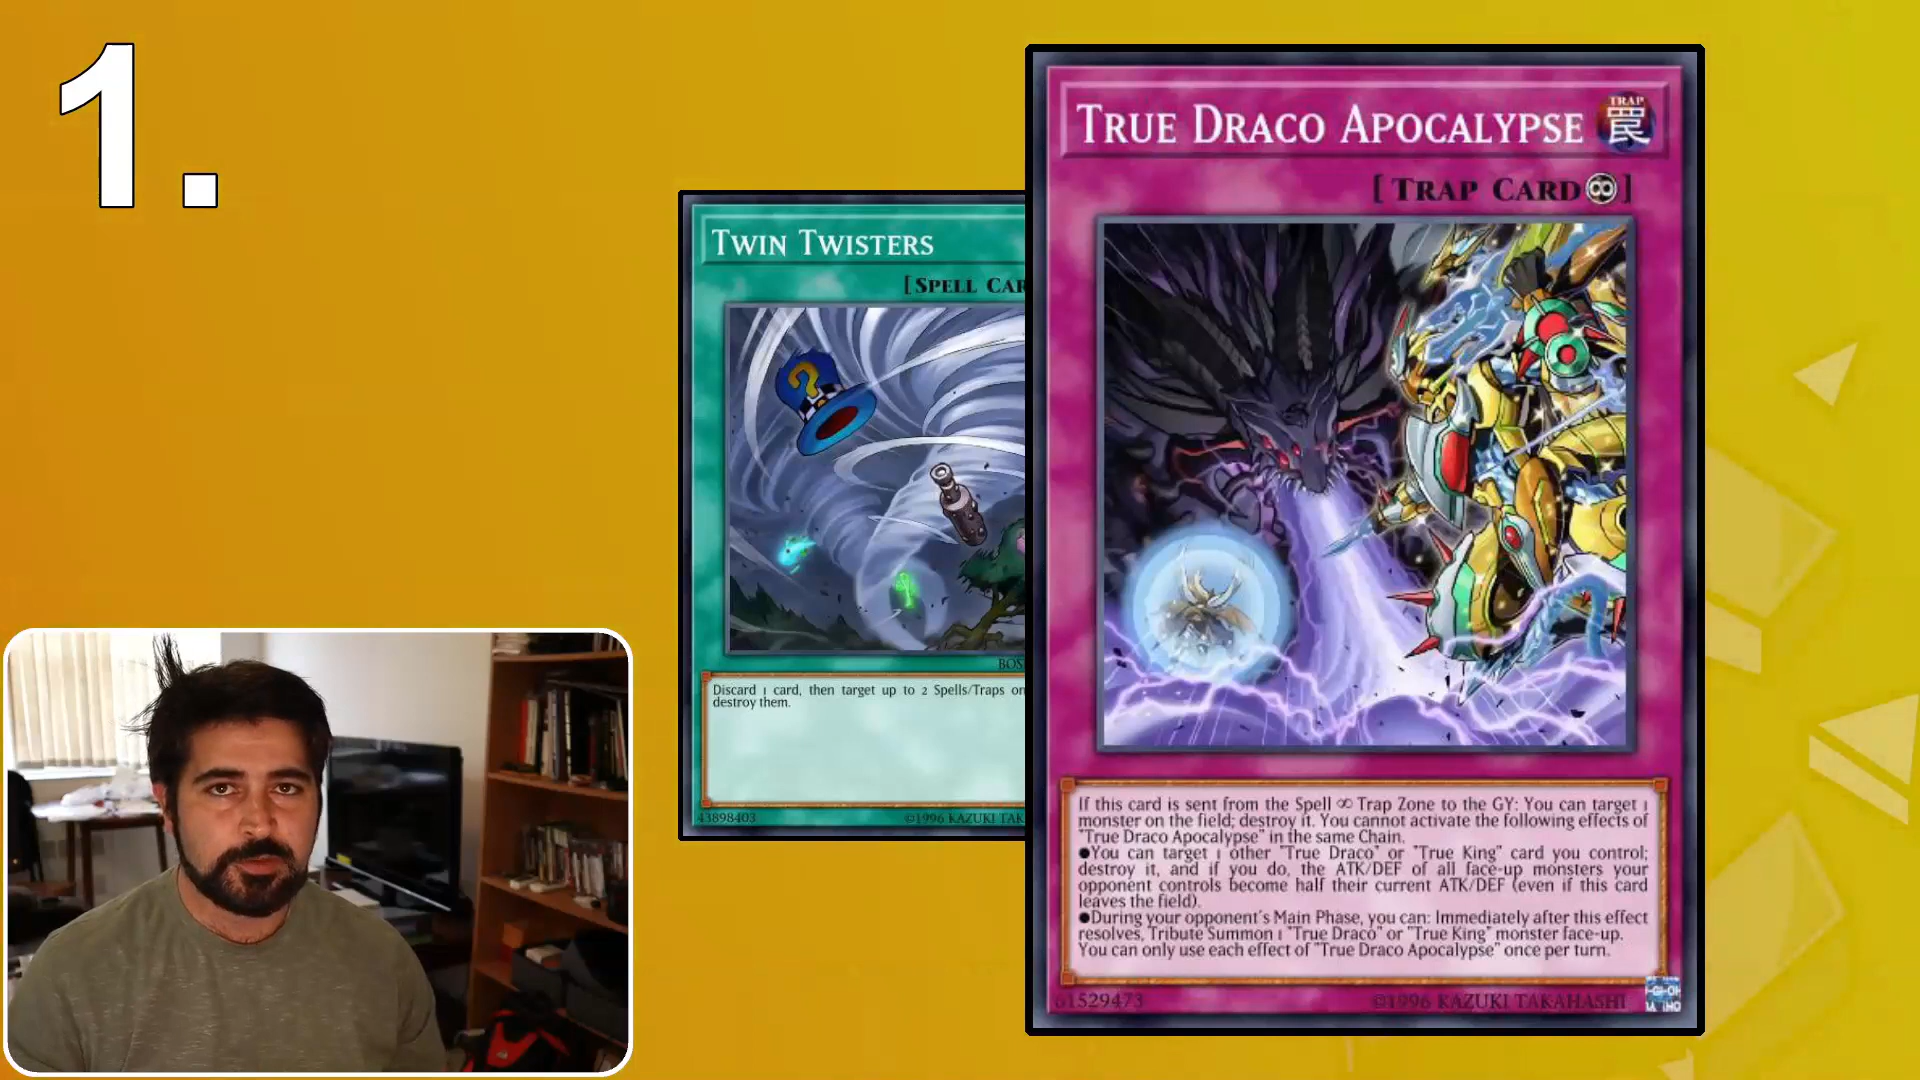 1.
TWIN TWISTERS
[SPELL CAR
BOS
Discard 1 card, then target up to 2 Spells/Traps on
destroy them.
43898403
©1996 KAZUKI TAK
TRUE DRACO APOCALYPSE
TRAP
罠
[TRAP CARD∞]
If this card is sent from the Spell & Trap Zone to the GY: You can target 1
monster on the field; destroy it. You cannot activate the following effects of
"True Draco Apocalypse" in the same Chain.
●You can target 1 other "True Draco" or "True King" card you control;
destroy it, and if you do, the ATK/DEF of all face-up monsters your
opponent controls become half their current ATK/DEF (even if this card
leaves the field).
●During your opponent's Main Phase, you can: Immediately after this effect
resolves, Tribute Summon 1 "True Draco" or "True King" monster face-up.
You can only use each effect of "True Draco Apocalypse" once per turn.
61529473
©1996 KAZUKI TAKAHASHI